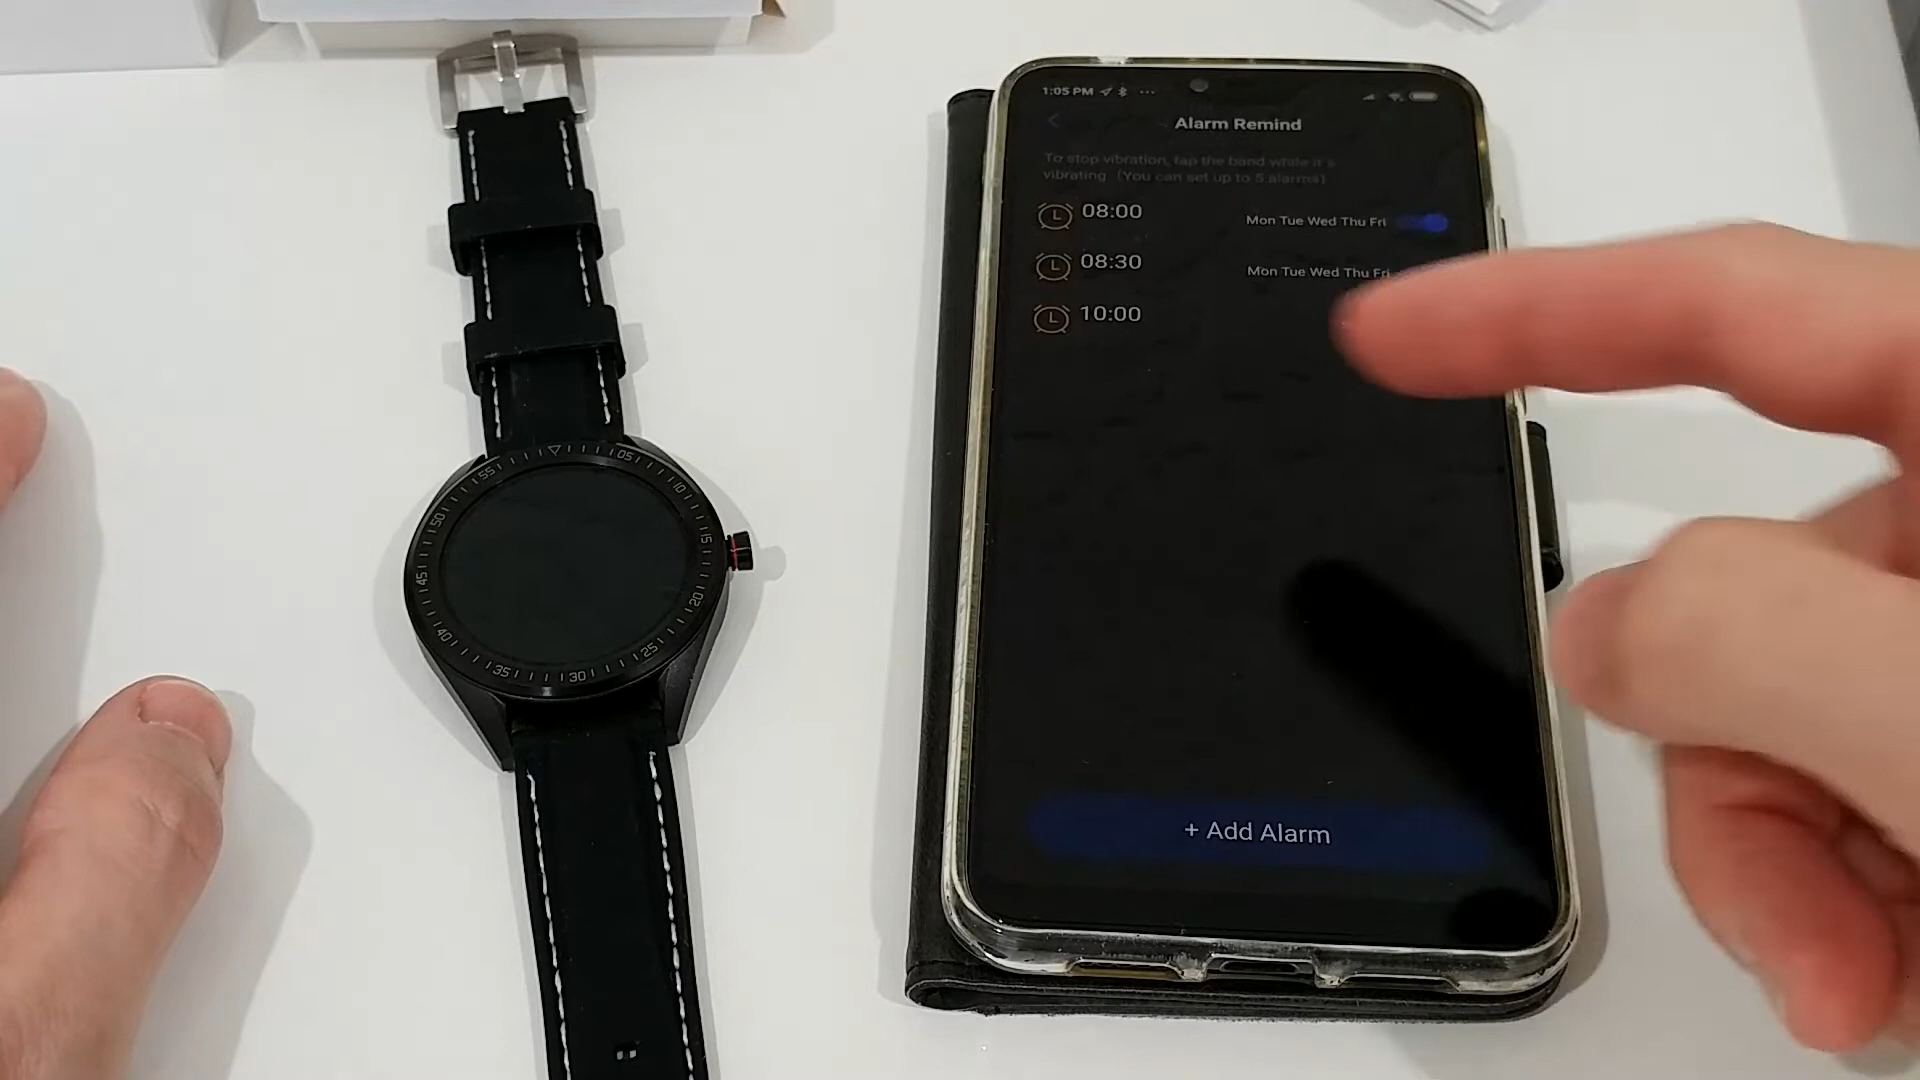 1:05 PM
Alarm Remind
To stop vibration, tap the band while it's
vibrating (You can set up to 5 alarms)
08:00 Mon Tue Wed Thu Fri
08:30 Mon Tue Wed Thu Fri
10:00
+ Add Alarm
05
10
15
20
25
30
35
40
45
50
55